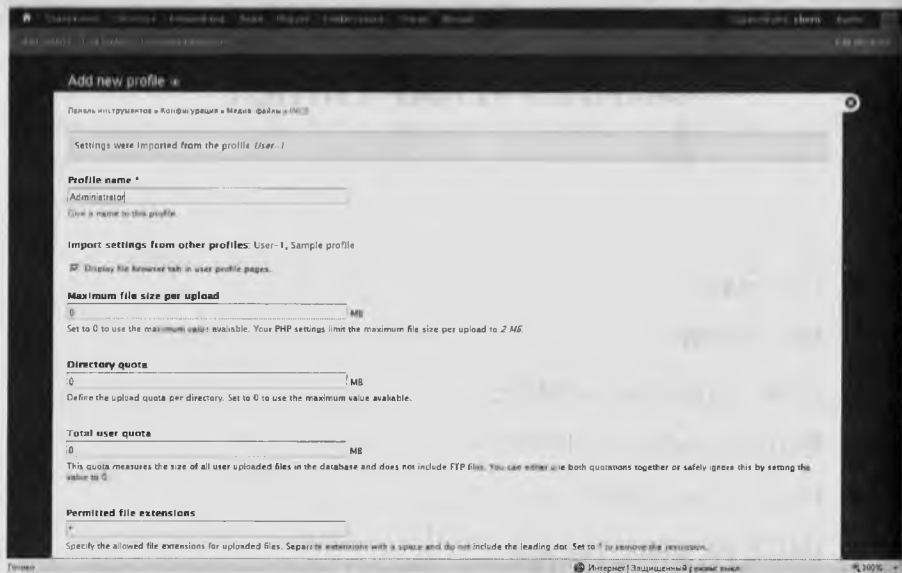 Add new profile
Панель инструментов » Конфигурация » Медиа-файлы » IMCE
Settings were imported from the profile User-1
Profile name *
Administrator
Give a name to this profile.
Import settings from other profiles: User-1, Sample profile
Display file browser tab in user profile pages.
Maximum file size per upload
0 MB
Set to 0 to use the maximum value available. Your PHP settings limit the maximum file size per upload to 2 МБ.
Directory quota
0 MB
Define the upload quota per directory. Set to 0 to use the maximum value available.
Total user quota
0 MB
This quota measures the size of all user uploaded files in the database and does not include FTP files. You can either use both quotations together or safely ignore this by setting the
value to 0.
Permitted file extensions
*
Specify the allowed file extensions for uploaded files. Separate extensions with a space and do not include the leading dot. Set to * to remove the restriction.
Готово
Интернет | Защищенный режим: выкл.
100%